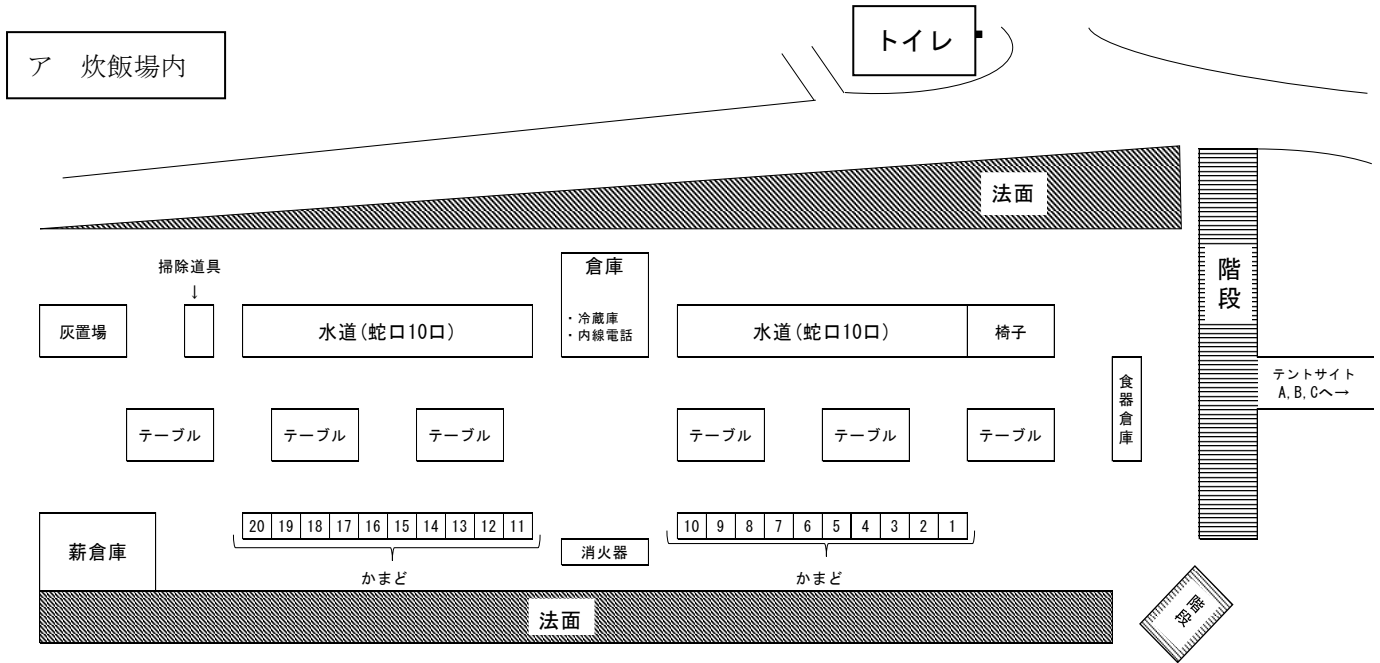 ア　炊飯場内
トイレ
法面
階段
掃除道具
↓
倉庫
・冷蔵庫
・内線電話
灰置場
水道(蛇口10口)
水道(蛇口10口)
椅子
食器倉庫
テントサイト
A,B,Cへ→
テーブル
テーブル
テーブル
テーブル
テーブル
テーブル
薪倉庫
20 19 18 17 16 15 14 13 12 11
10 9 8 7 6 5 4 3 2 1
消火器
かまど
かまど
法面
階段